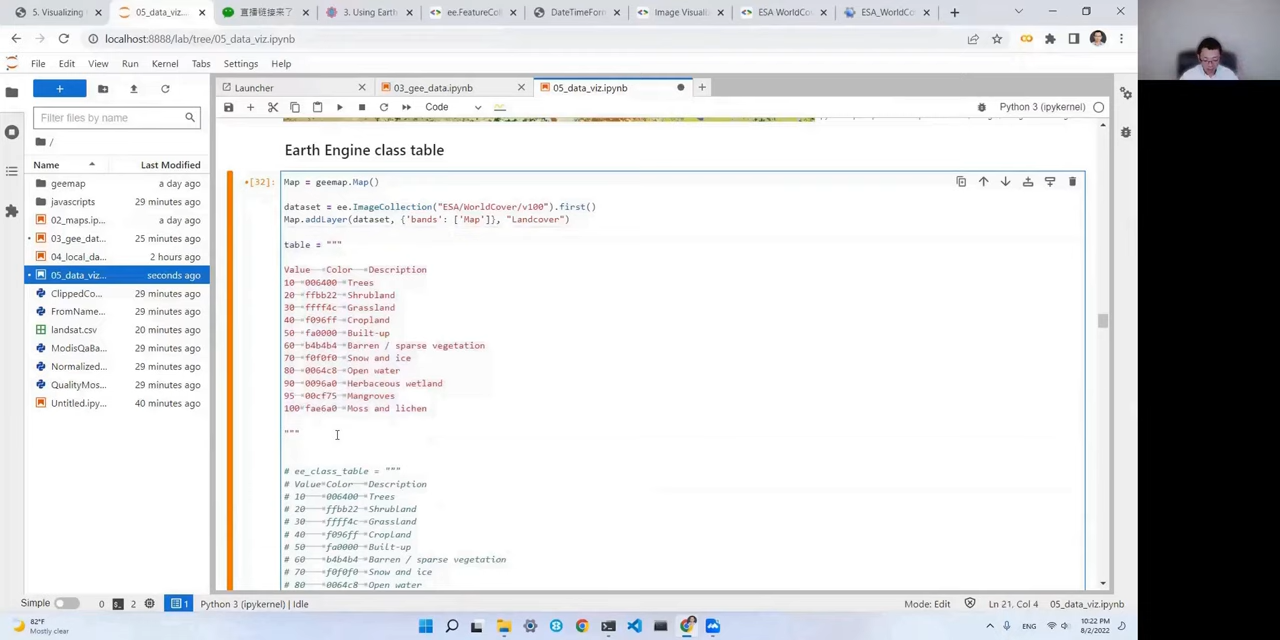 5. Visualizing
05_data_viz.
直播链接来了
3. Using Earth
ee.FeatureCol
DateTimeForm
Image Visuali
ESA WorldCov
ESA_WorldCo
localhost:8888/lab/tree/05_data_viz.ipynb
File Edit View Run Kernel Tabs Settings Help
Launcher
03_gee_data.ipynb
05_data_viz.ipynb
Code
Python 3 (ipykernel)
Filter files by name
/
Name Last Modified
geemap a day ago
javascripts 29 minutes ago
02_maps.ip... a day ago
03_gee_dat... 25 minutes ago
04_local_da... 2 hours ago
05_data_viz... seconds ago
ClippedCo... 29 minutes ago
FromName... 29 minutes ago
landsat.csv 20 minutes ago
ModisQaBa... 29 minutes ago
Normalized... 29 minutes ago
QualityMos... 29 minutes ago
Untitled.ipy... 40 minutes ago
Earth Engine class table
[32]:
Map = geemap.Map()
dataset = ee.ImageCollection("ESA/WorldCover/v100").first()
Map.addLayer(dataset, {'bands': ['Map']}, "Landcover")
table = """
Value Color Description
10 006400 Trees
20 ffbb22 Shrubland
30 ffff4c Grassland
40 f096ff Cropland
50 fa0000 Built-up
60 b4b4b4 Barren / sparse vegetation
70 f0f0f0 Snow and ice
80 0064c8 Open water
90 0096a0 Herbaceous wetland
95 00cf75 Mangroves
100 fae6a0 Moss and lichen
"""
# ee_class_table = """
# Value Color Description
# 10 006400 Trees
# 20 ffbb22 Shrubland
# 30 ffff4c Grassland
# 40 f096ff Cropland
# 50 fa0000 Built-up
# 60 b4b4b4 Barren / sparse vegetation
# 70 f0f0f0 Snow and ice
# 80 0064c8 Open water
Simple 0 2 1 Python 3 (ipykernel) | Idle
Mode: Edit Ln 21, Col 4 05_data_viz.ipynb
82°F
Mostly clear
ENG
10:22 PM
8/2/2022